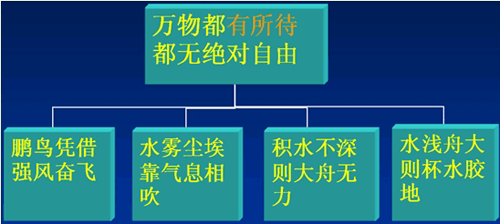 万物都有所待
都无绝对自由
鹏鸟凭借
强风奋飞
水雾尘埃
靠气息相
吹
积水不深
则大舟无
力
水浅舟大
则杯水胶
地